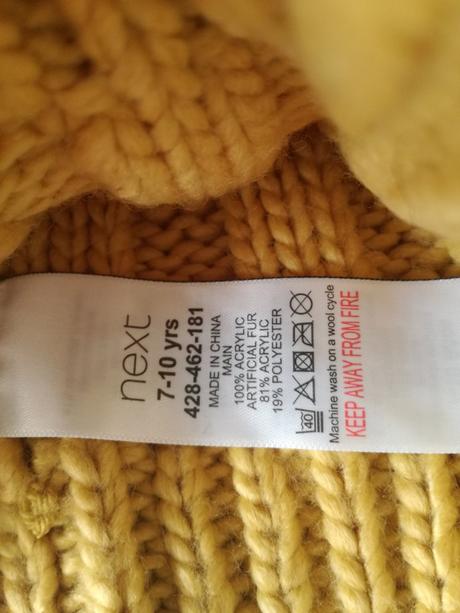 next
7-10 yrs
428-462-181
MADE IN CHINA
MAIN
100% ACRYLIC
ARTIFICIAL FUR
81% ACRYLIC
19% POLYESTER
40
Machine wash on a wool cycle
KEEP AWAY FROM FIRE